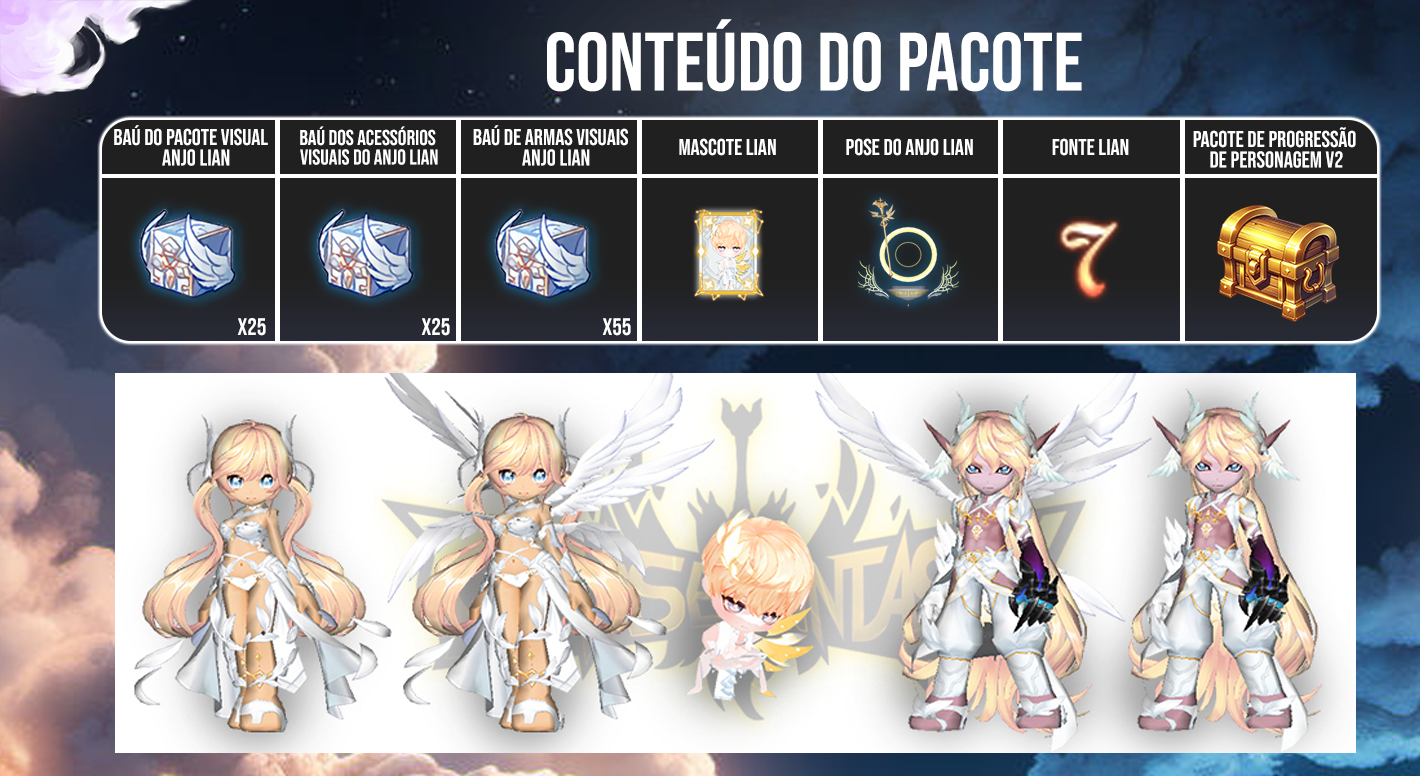 CONTEÚDO DO PACOTE
BAÚ DO PACOTE VISUAL
ANJO LIAN
BAÚ DOS ACESSÓRIOS
VISUAIS DO ANJO LIAN
BAÚ DE ARMAS VISUAIS
ANJO LIAN
MASCOTE LIAN
POSE DO ANJO LIAN
FONTE LIAN
PACOTE DE PROGRESSÃO
DE PERSONAGEM V2
7
X25
X25
X55